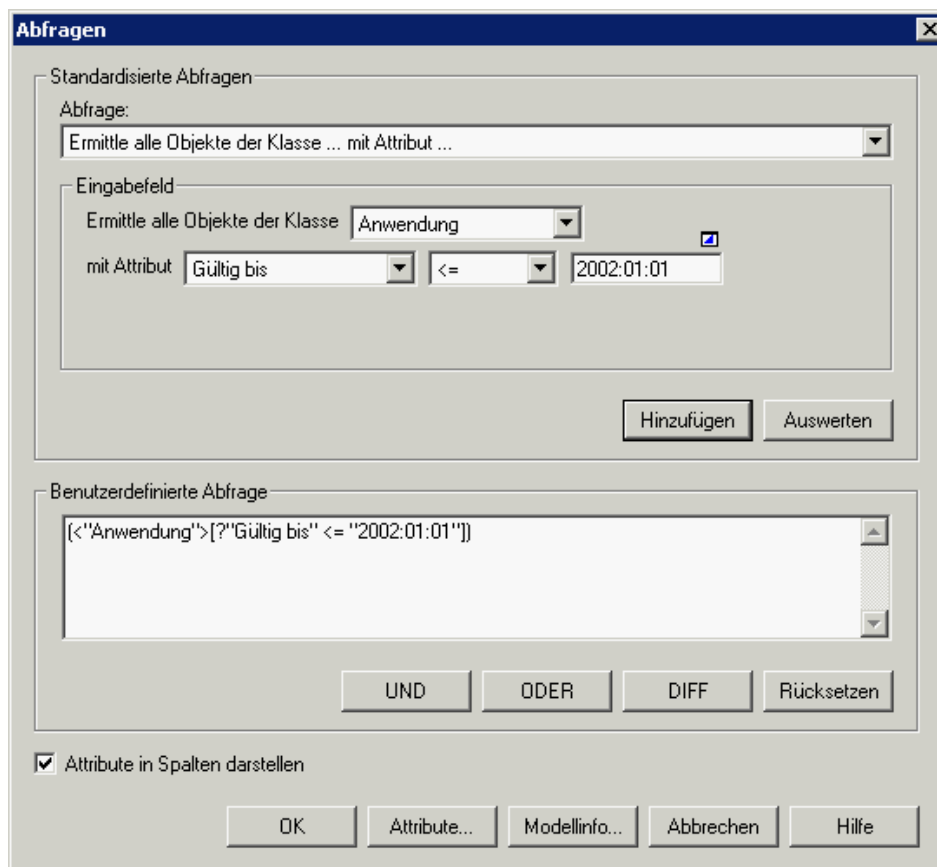 Abfragen
Standardisierte Abfragen
Abfrage:
Ermittle alle Objekte der Klasse ... mit Attribut ...
Eingabefeld
Ermittle alle Objekte der Klasse Anwendung
mit Attribut Gültig bis <= 2002:01:01
Hinzufügen Auswerten
Benutzerdefinierte Abfrage
(<"Anwendung">[?"Gültig bis" <= "2002:01:01"])
UND ODER DIFF Rücksetzen
Attribute in Spalten darstellen
OK Attribute... Modellinfo... Abbrechen Hilfe